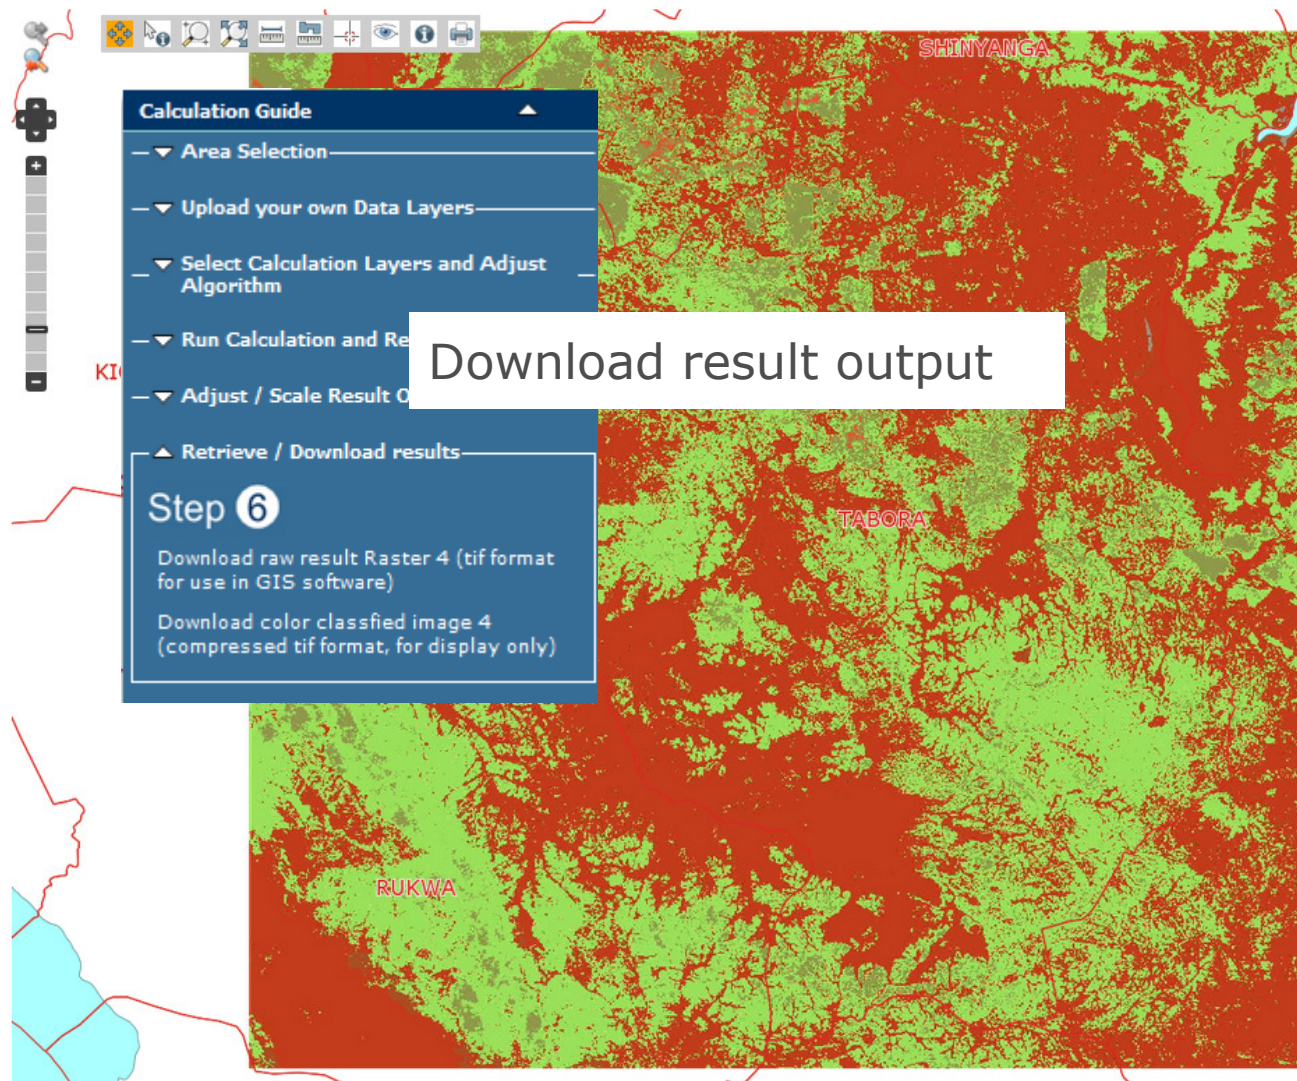 SHINYANGA
Calculation Guide
Area Selection
Upload your own Data Layers
Select Calculation Layers and Adjust
Algorithm
Run Calculation and Re
Download result output
KI
Adjust / Scale Result O
Retrieve / Download results
Step 6
Download raw result Raster 4 (tif format
for use in GIS software)
Download color classfied image 4
(compressed tif format, for display only)
TABORA
RUKWA